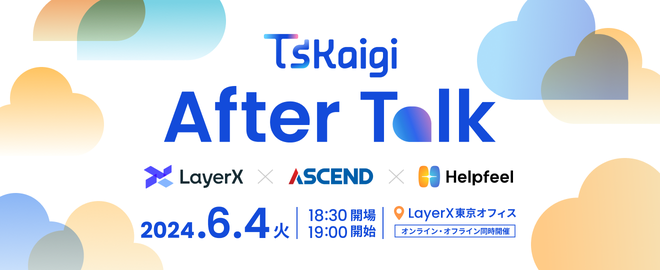 TsKaigi
After Talk
LayerX × ASCEND × Helpfeel
2024.6.4 火
18:30 開場
19:00 開始
LayerX東京オフィス
オンライン・オフライン同時開催